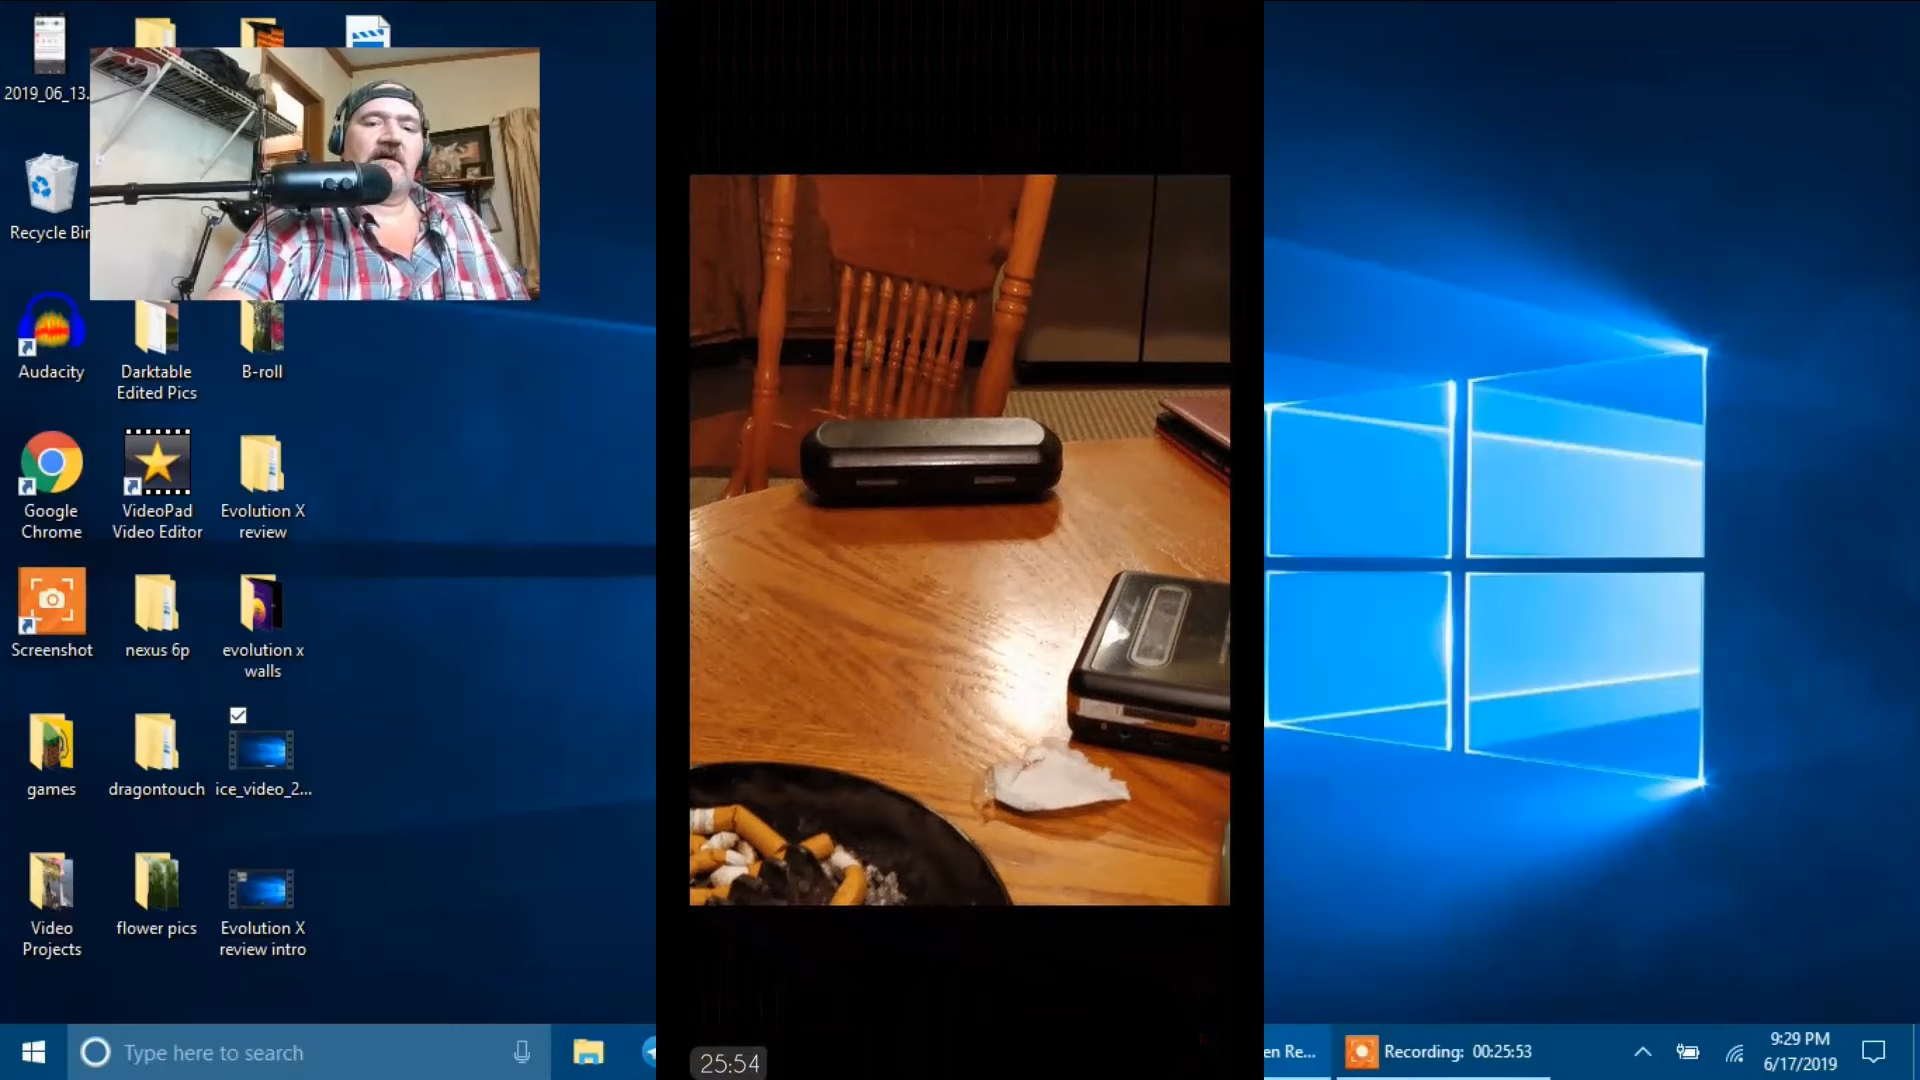 2019_06_13.
Recycle Bin
Audacity
Darktable
Edited Pics
B-roll
Google
Chrome
VideoPad
Video Editor
Evolution X
review
Screenshot
nexus 6p
evolution x
walls
games
dragontouch
ice_video_2...
Video
Projects
flower pics
Evolution X
review intro
Type here to search
25:54
en Re...
Recording: 00:25:53
9:29 PM
6/17/2019